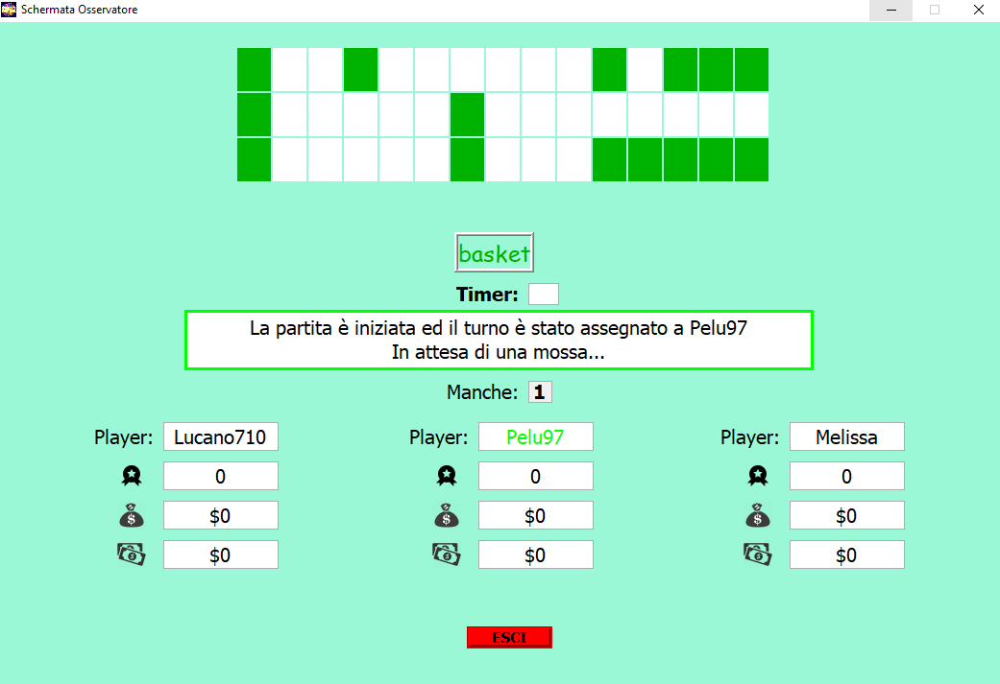 Schermata Osservatore
basket
Timer:
La partita è iniziata ed il turno è stato assegnato a Pelu97
In attesa di una mossa...
Manche: 1
Player: Lucano710 Player: Pelu97 Player: Melissa
0 0 0
$0 $0 $0
$0 $0 $0
ESCI